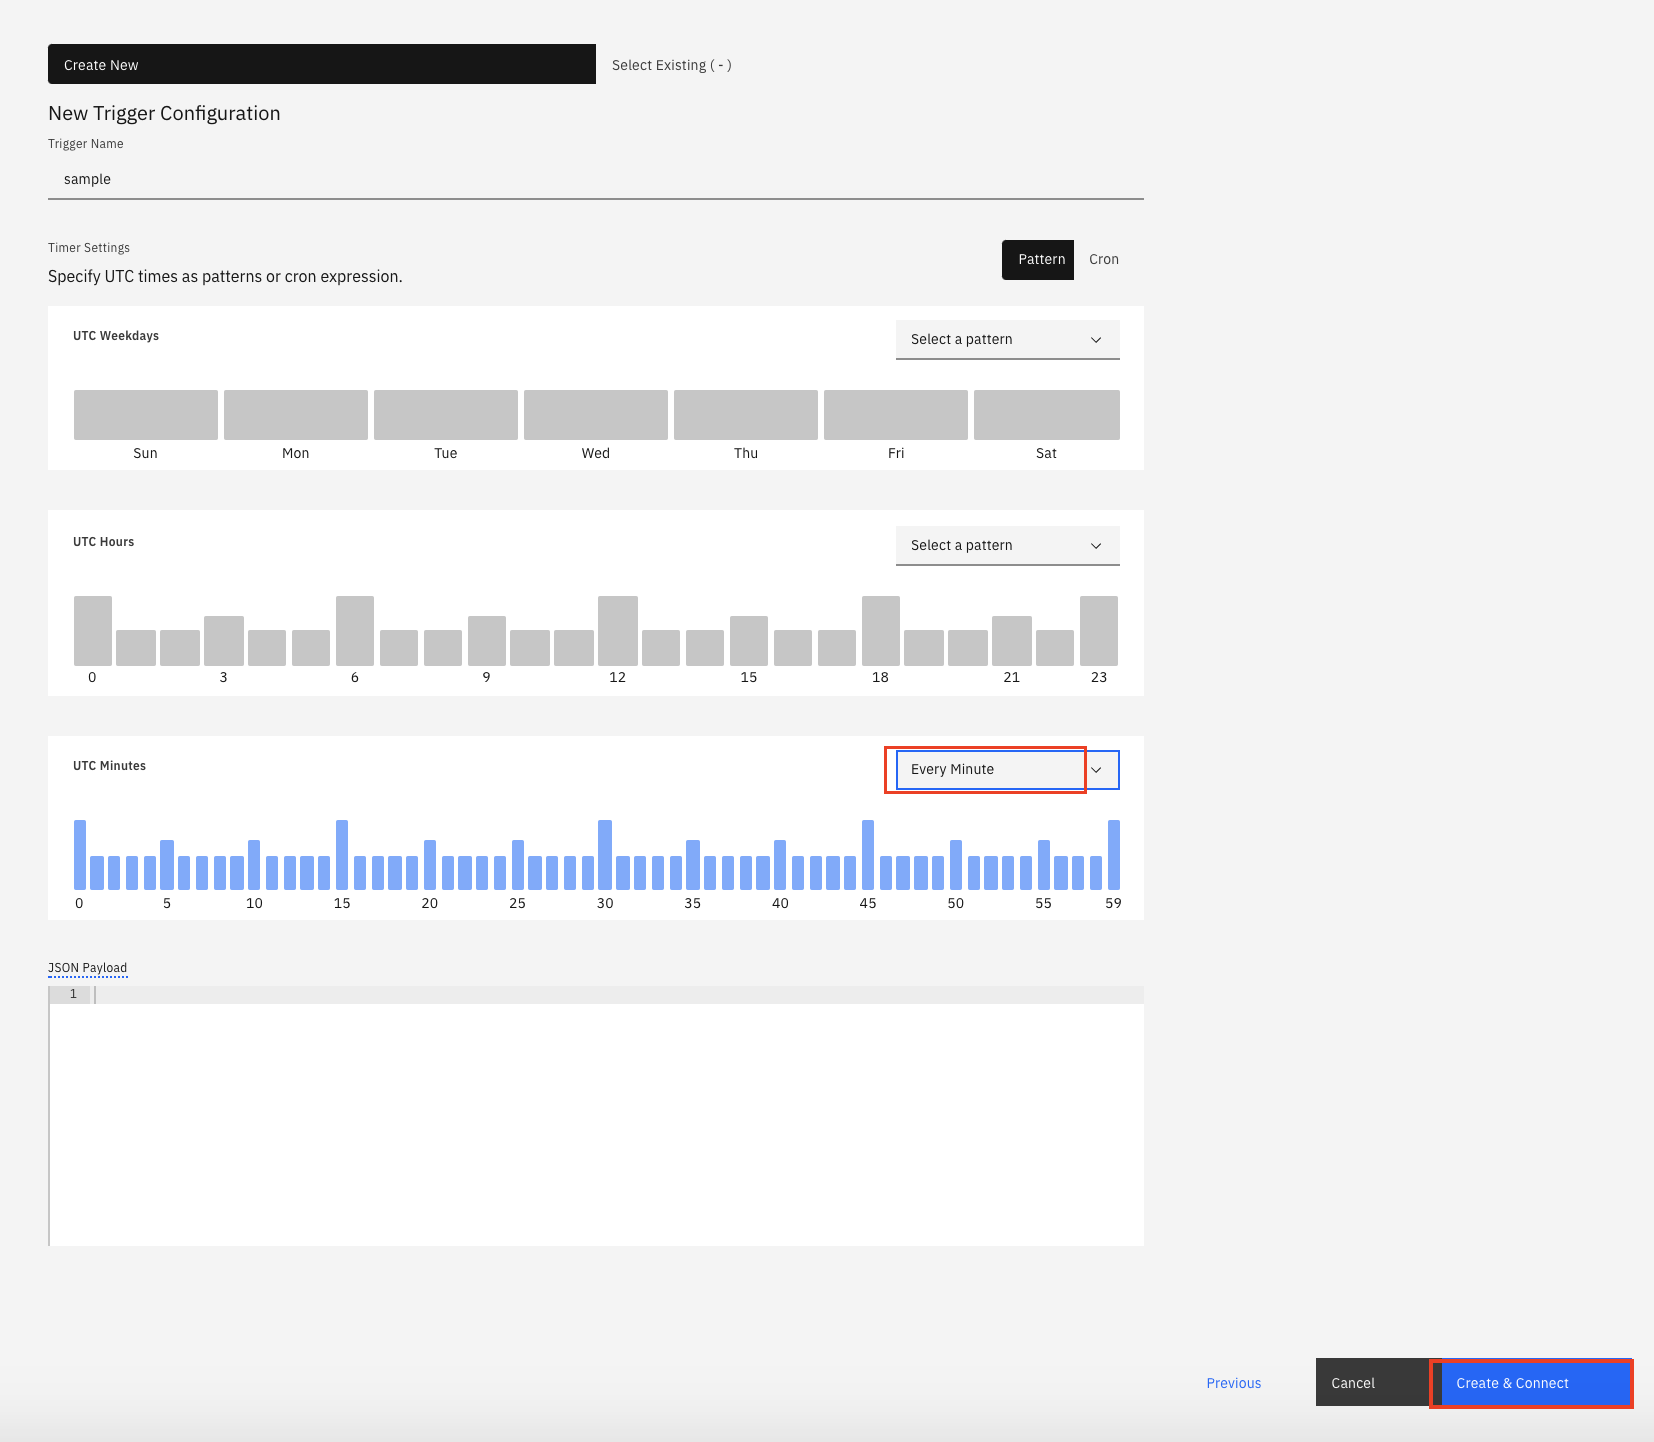 Create New
Select Existing ( - )
New Trigger Configuration
Trigger Name
sample
Timer Settings
Specify UTC times as patterns or cron expression.
Pattern
Cron
UTC Weekdays
Select a pattern
Sun Mon Tue Wed Thu Fri Sat
UTC Hours
Select a pattern
0 3 6 9 12 15 18 21 23
UTC Minutes
Every Minute
0 5 10 15 20 25 30 35 40 45 50 55 59
JSON Payload
1
Previous
Cancel
Create & Connect